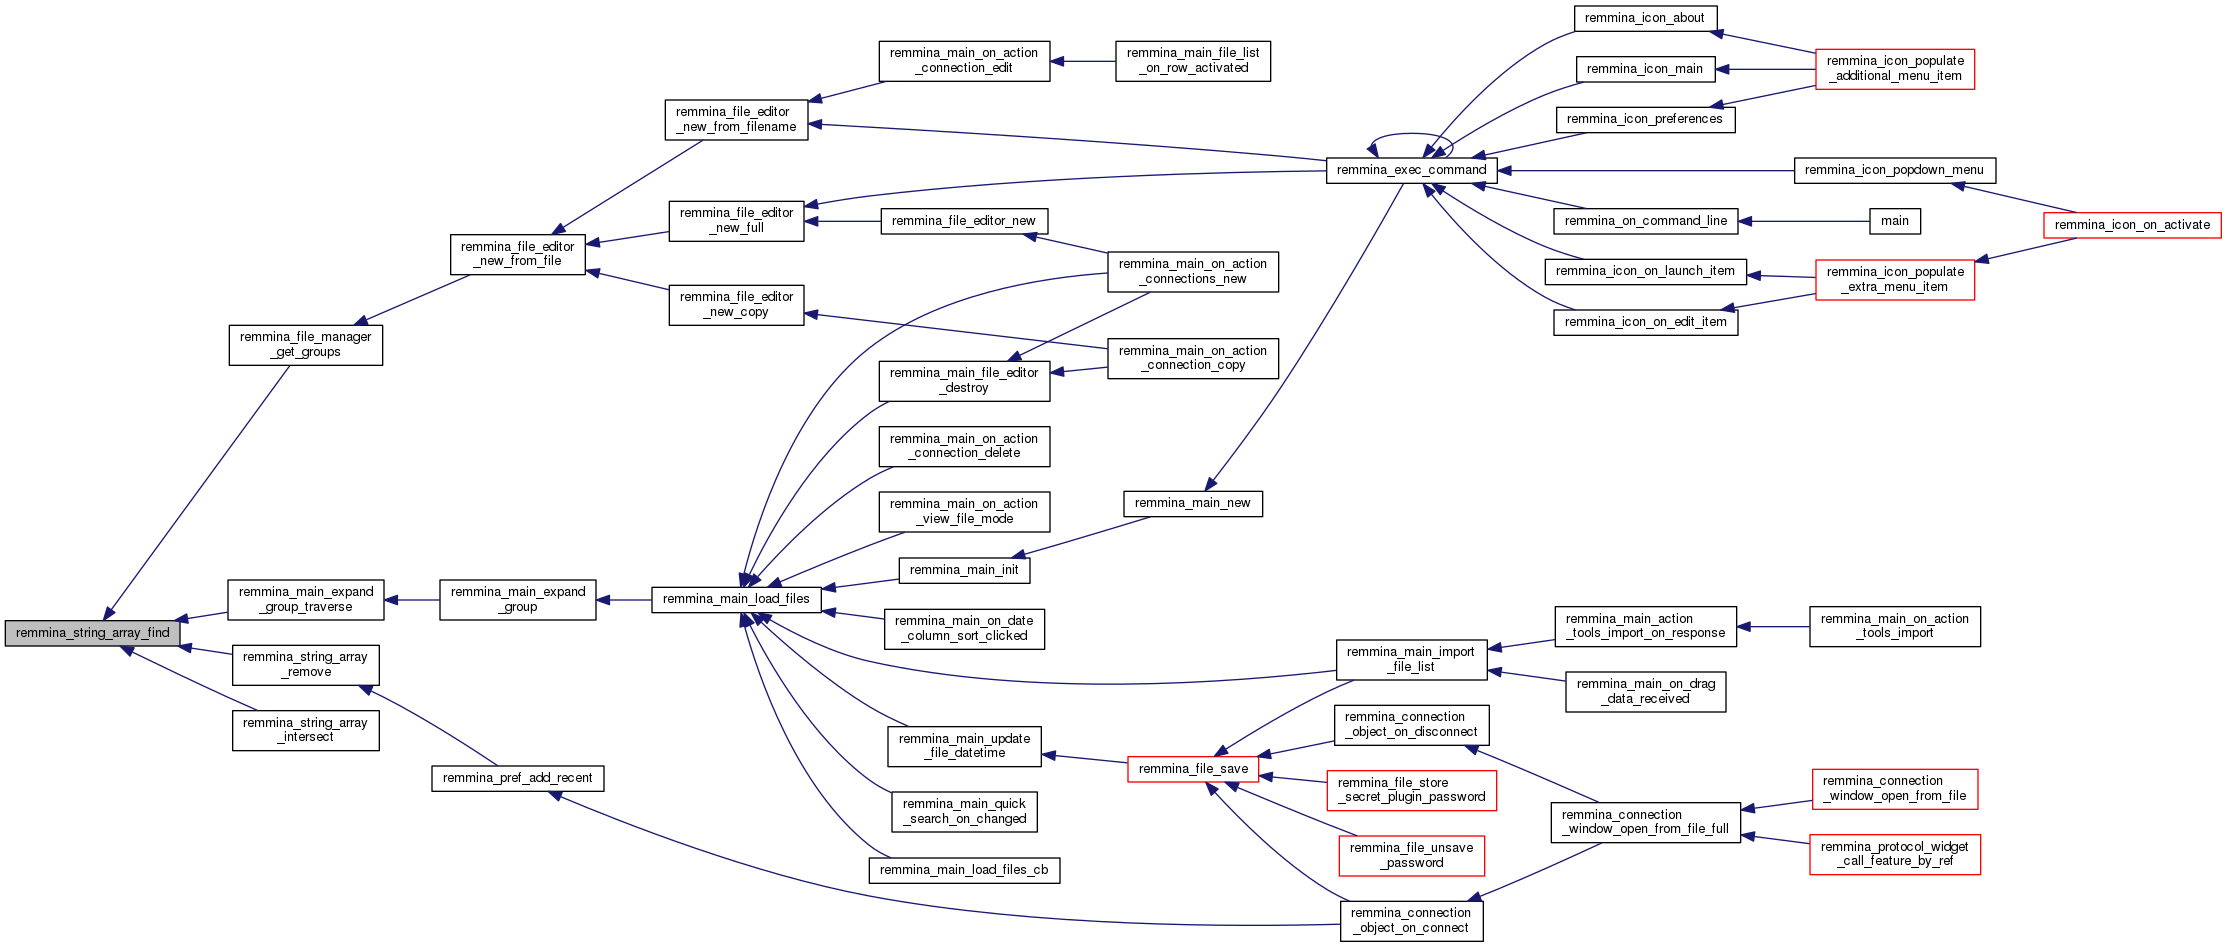 remmina_string_array_find
remmina_file_manager
_get_groups
remmina_main_expand
_group_traverse
remmina_string_array
_remove
remmina_string_array
_intersect
remmina_file_editor
_new_from_file
remmina_main_expand
_group
remmina_pref_add_recent
remmina_file_editor
_new_from_filename
remmina_file_editor
_new_full
remmina_file_editor
_new_copy
remmina_main_load_files
remmina_main_on_action
_connection_edit
remmina_file_editor_new
remmina_main_file_editor
_destroy
remmina_main_on_action
_connection_delete
remmina_main_on_action
_view_file_mode
remmina_main_init
remmina_main_on_date
_column_sort_clicked
remmina_main_update
_file_datetime
remmina_main_quick
_search_on_changed
remmina_main_load_files_cb
remmina_main_file_list
_on_row_activated
remmina_main_on_action
_connections_new
remmina_main_on_action
_connection_copy
remmina_main_new
remmina_file_save
remmina_exec_command
remmina_main_import
_file_list
remmina_connection
_object_on_disconnect
remmina_file_store
_secret_plugin_password
remmina_file_unsave
_password
remmina_connection
_object_on_connect
remmina_icon_about
remmina_icon_main
remmina_icon_preferences
remmina_on_command_line
remmina_icon_on_launch_item
remmina_icon_on_edit_item
remmina_main_action
_tools_import_on_response
remmina_main_on_drag
_data_received
remmina_connection
_window_open_from_file_full
remmina_icon_populate
_additional_menu_item
remmina_icon_popdown_menu
main
remmina_icon_populate
_extra_menu_item
remmina_main_on_action
_tools_import
remmina_connection
_window_open_from_file
remmina_protocol_widget
_call_feature_by_ref
remmina_icon_on_activate